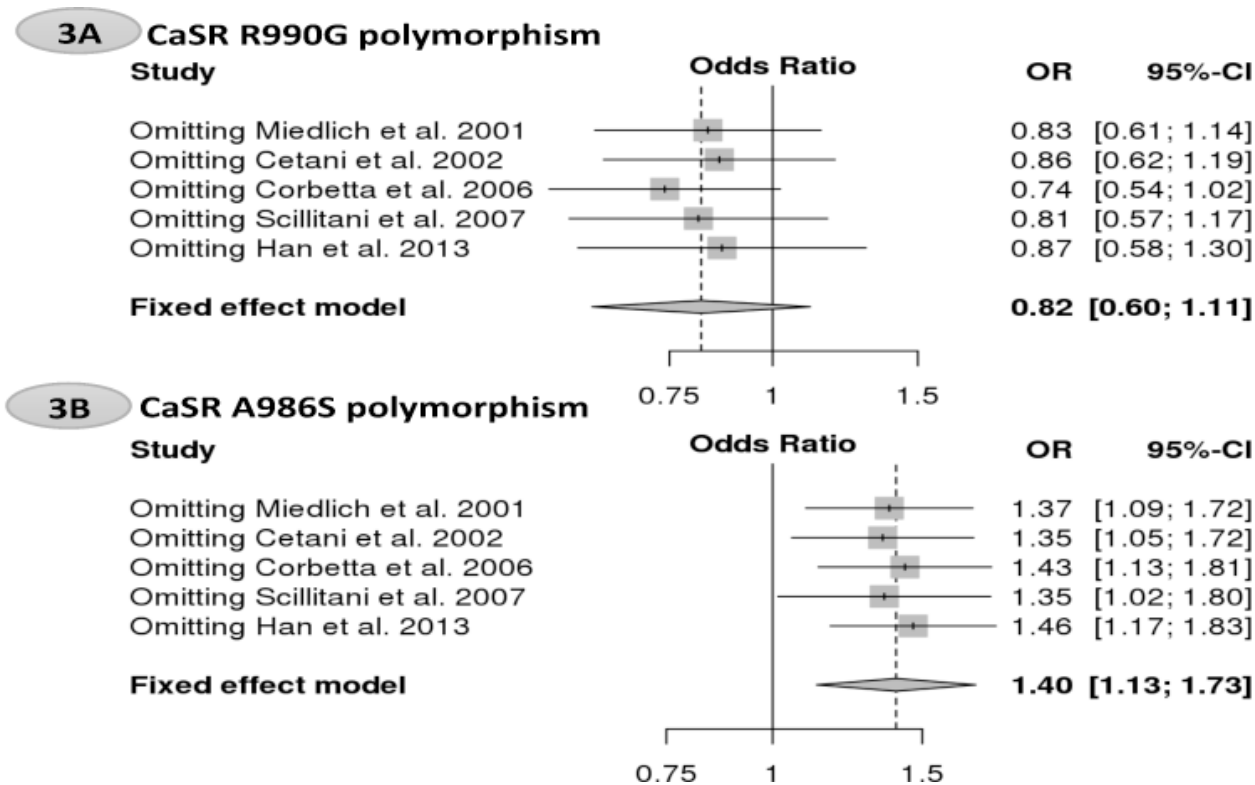 3A CaSR R990G polymorphism
Study Odds Ratio OR 95%-CI
Omitting Miedlich et al. 2001 0.83 [0.61; 1.14]
Omitting Cetani et al. 2002 0.86 [0.62; 1.19]
Omitting Corbetta et al. 2006 0.74 [0.54; 1.02]
Omitting Scillitani et al. 2007 0.81 [0.57; 1.17]
Omitting Han et al. 2013 0.87 [0.58; 1.30]
Fixed effect model 0.82 [0.60; 1.11]
0.75 1 1.5
3B CaSR A986S polymorphism
Study Odds Ratio OR 95%-CI
Omitting Miedlich et al. 2001 1.37 [1.09; 1.72]
Omitting Cetani et al. 2002 1.35 [1.05; 1.72]
Omitting Corbetta et al. 2006 1.43 [1.13; 1.81]
Omitting Scillitani et al. 2007 1.35 [1.02; 1.80]
Omitting Han et al. 2013 1.46 [1.17; 1.83]
Fixed effect model 1.40 [1.13; 1.73]
0.75 1 1.5